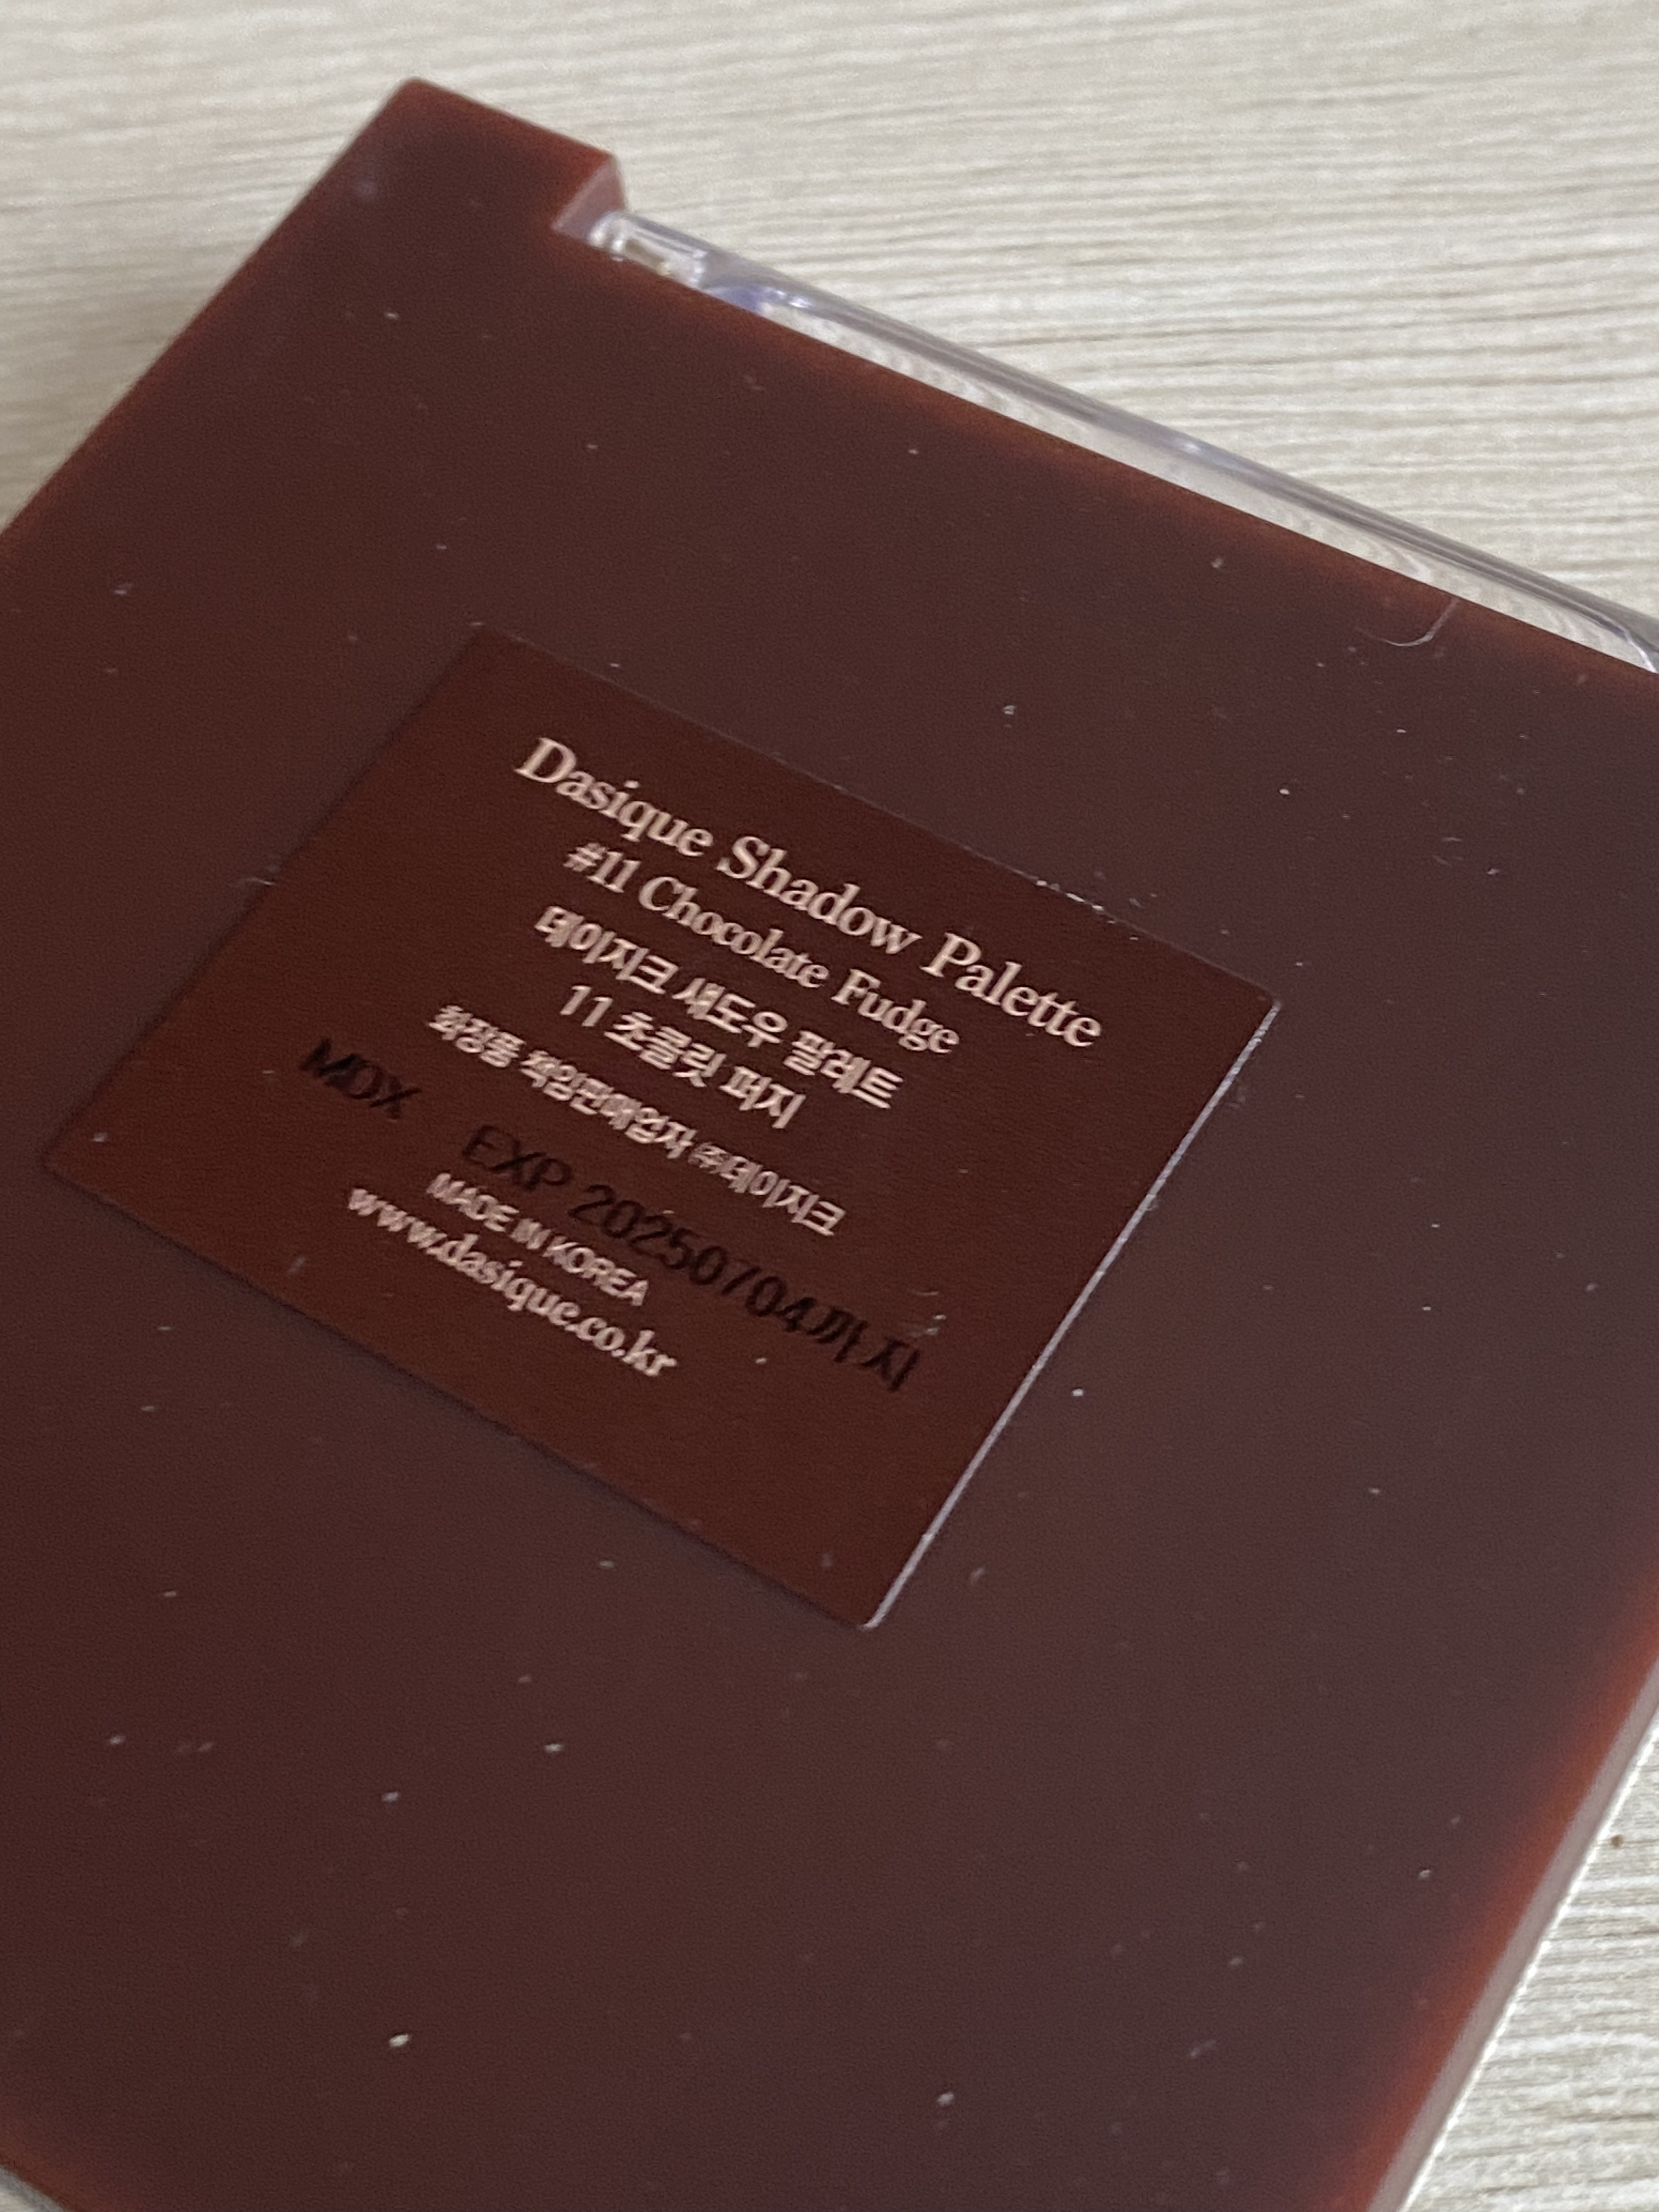 Dasique Shadow Palette
#11 Chocolate Fudge
데이지크 섀도우 팔레트
11 초콜릿 퍼지
화장품 책임판매업자 ㈜데이지크
MDX EXP 20250704까지
MADE IN KOREA
www.dasique.co.kr